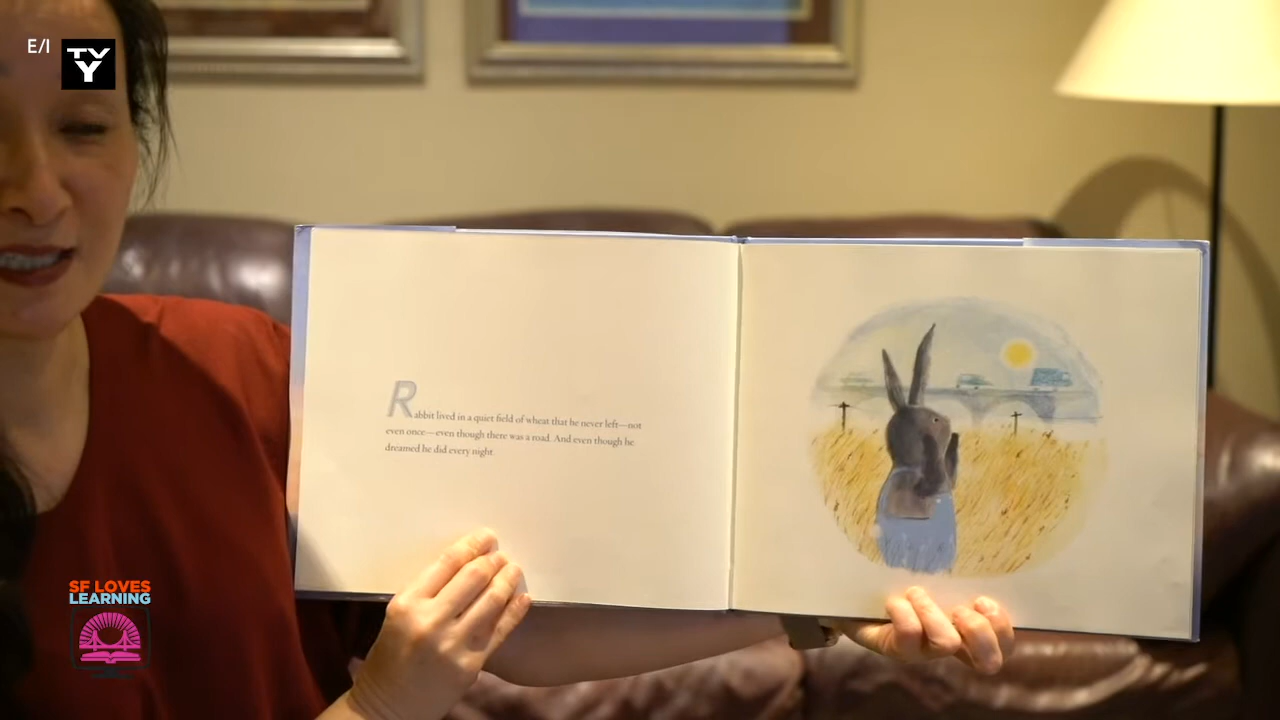 E/I
TV
Y
Rabbit lived in a quiet field of wheat that he never left—not
even once—even though there was a road. And even though he
dreamed he did every night.
SF LOVES
LEARNING